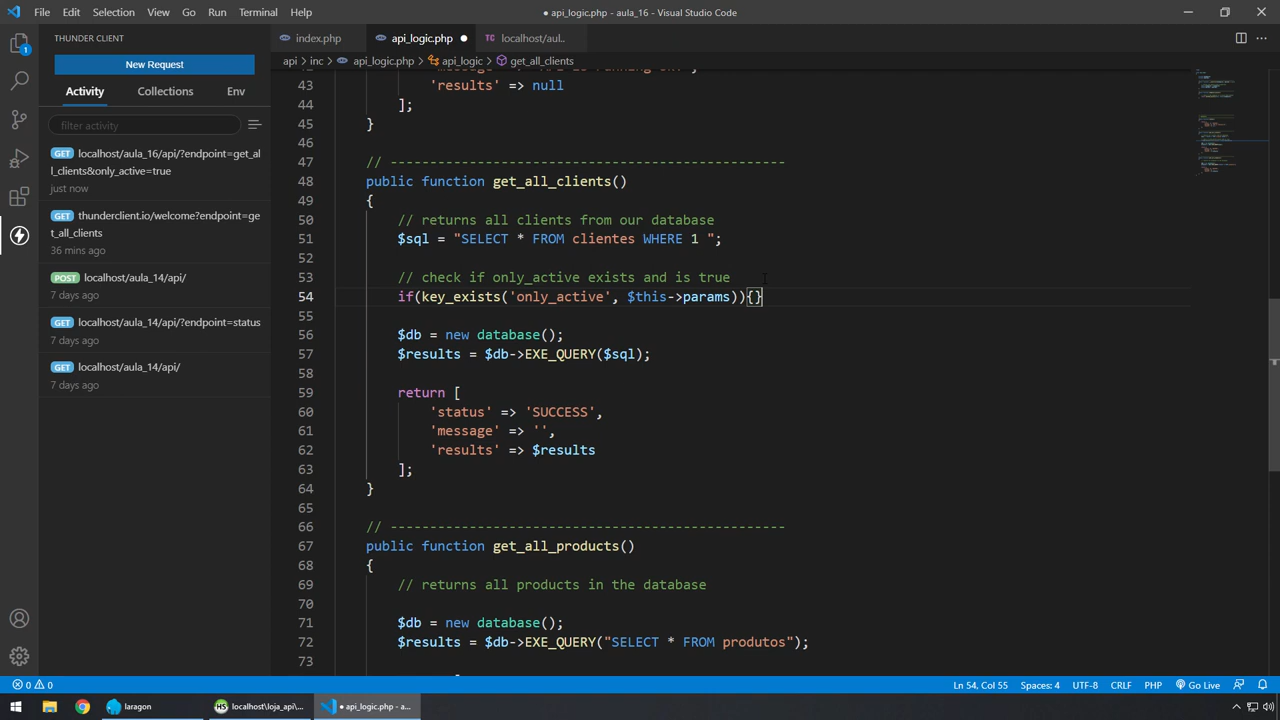 File Edit Selection View Go Run Terminal Help
● api_logic.php - aula_16 - Visual Studio Code
THUNDER CLIENT
New Request
Activity Collections Env
filter activity
GET localhost/aula_16/api/?endpoint=get_al
l_clients&only_active=true
just now
GET thunderclient.io/welcome?endpoint=ge
t_all_clients
36 mins ago
POST localhost/aula_14/api/
7 days ago
GET localhost/aula_14/api/?endpoint=status
7 days ago
GET localhost/aula_14/api/
7 days ago
index.php api_logic.php ● TC localhost/aul..
api > inc > api_logic.php > api_logic > get_all_clients
43 'results' => null
44 ];
45 }
46
47 // --------------------------------------------------
48 public function get_all_clients()
49 {
50 // returns all clients from our database
51 $sql = "SELECT * FROM clientes WHERE 1 ";
52
53 // check if only_active exists and is true
54 if(key_exists('only_active', $this->params)){}
55
56 $db = new database();
57 $results = $db->EXE_QUERY($sql);
58
59 return [
60 'status' => 'SUCCESS',
61 'message' => '',
62 'results' => $results
63 ];
64 }
65
66 // --------------------------------------------------
67 public function get_all_products()
68 {
69 // returns all products in the database
70
71 $db = new database();
72 $results = $db->EXE_QUERY("SELECT * FROM produtos");
73
0 0 Ln 54, Col 55 Spaces: 4 UTF-8 CRLF PHP Go Live
laragon localhost\loja_api\... ● api_logic.php - a...